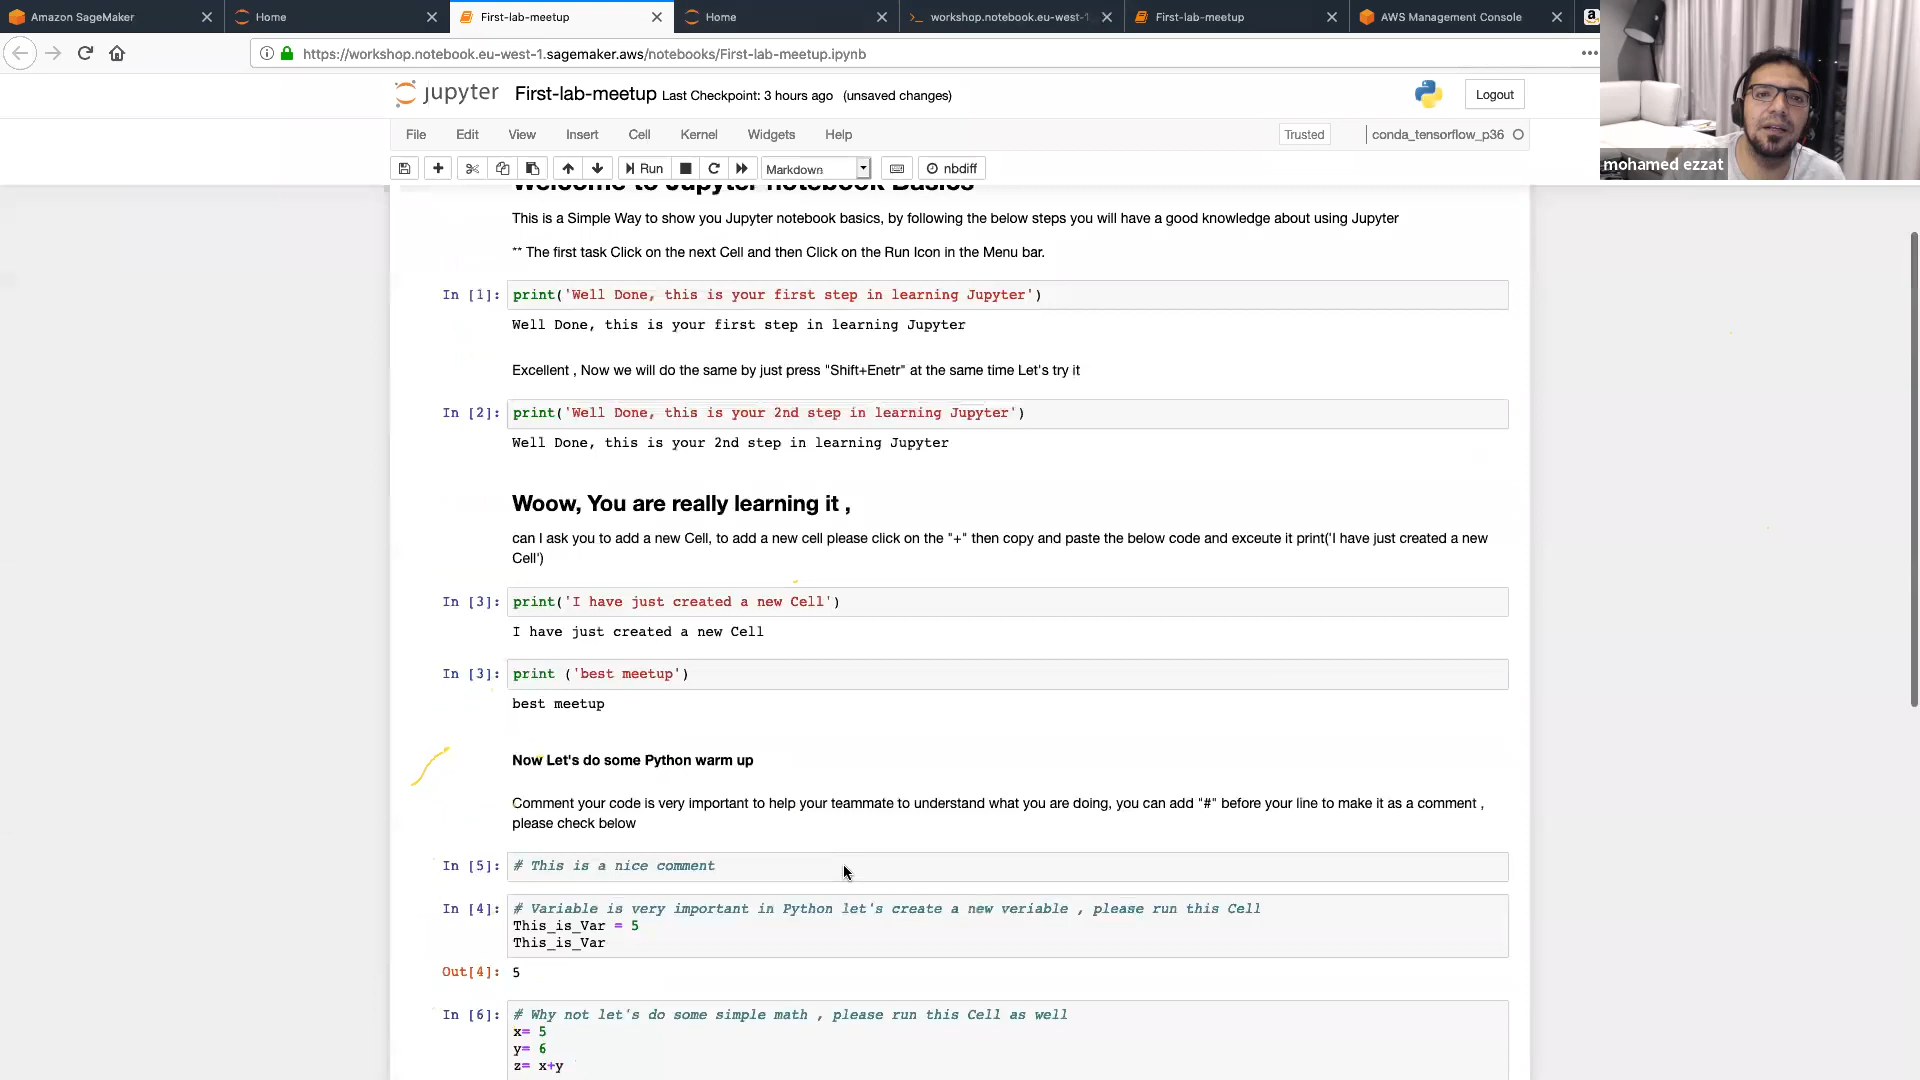 Amazon SageMaker
Home
First-lab-meetup
Home
workshop.notebook.eu-west-1
First-lab-meetup
AWS Management Console
https://workshop.notebook.eu-west-1.sagemaker.aws/notebooks/First-lab-meetup.ipynb
jupyter First-lab-meetup Last Checkpoint: 3 hours ago (unsaved changes)
Logout
File Edit View Insert Cell Kernel Widgets Help
Trusted
conda_tensorflow_p36
Run
Markdown
nbdiff
mohamed ezzat
Welcome to Jupyter notebook Basics
This is a Simple Way to show you Jupyter notebook basics, by following the below steps you will have a good knowledge about using Jupyter
** The first task Click on the next Cell and then Click on the Run Icon in the Menu bar.
In [1]: print('Well Done, this is your first step in learning Jupyter')
Well Done, this is your first step in learning Jupyter
Excellent , Now we will do the same by just press "Shift+Enetr" at the same time Let's try it
In [2]: print('Well Done, this is your 2nd step in learning Jupyter')
Well Done, this is your 2nd step in learning Jupyter
Woow, You are really learning it ,
can I ask you to add a new Cell, to add a new cell please click on the "+" then copy and paste the below code and exceute it print('I have just created a new
Cell')
In [3]: print('I have just created a new Cell')
I have just created a new Cell
In [3]: print ('best meetup')
best meetup
Now Let's do some Python warm up
Comment your code is very important to help your teammate to understand what you are doing, you can add "#" before your line to make it as a comment ,
please check below
In [5]: # This is a nice comment
In [4]: # Variable is very important in Python let's create a new veriable , please run this Cell
This_is_Var = 5
This_is_Var
Out[4]: 5
In [6]: # Why not let's do some simple math , please run this Cell as well
x= 5
y= 6
z= x+y